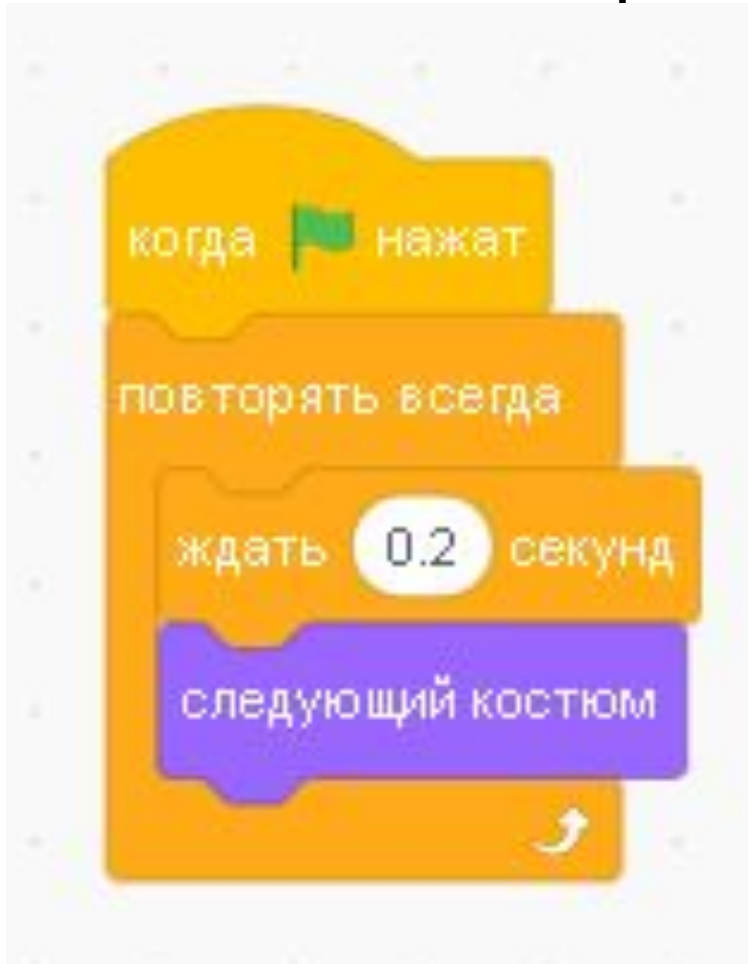 когда нажат
повторять всегда
ждать 0.2 секунд
следующий костюм